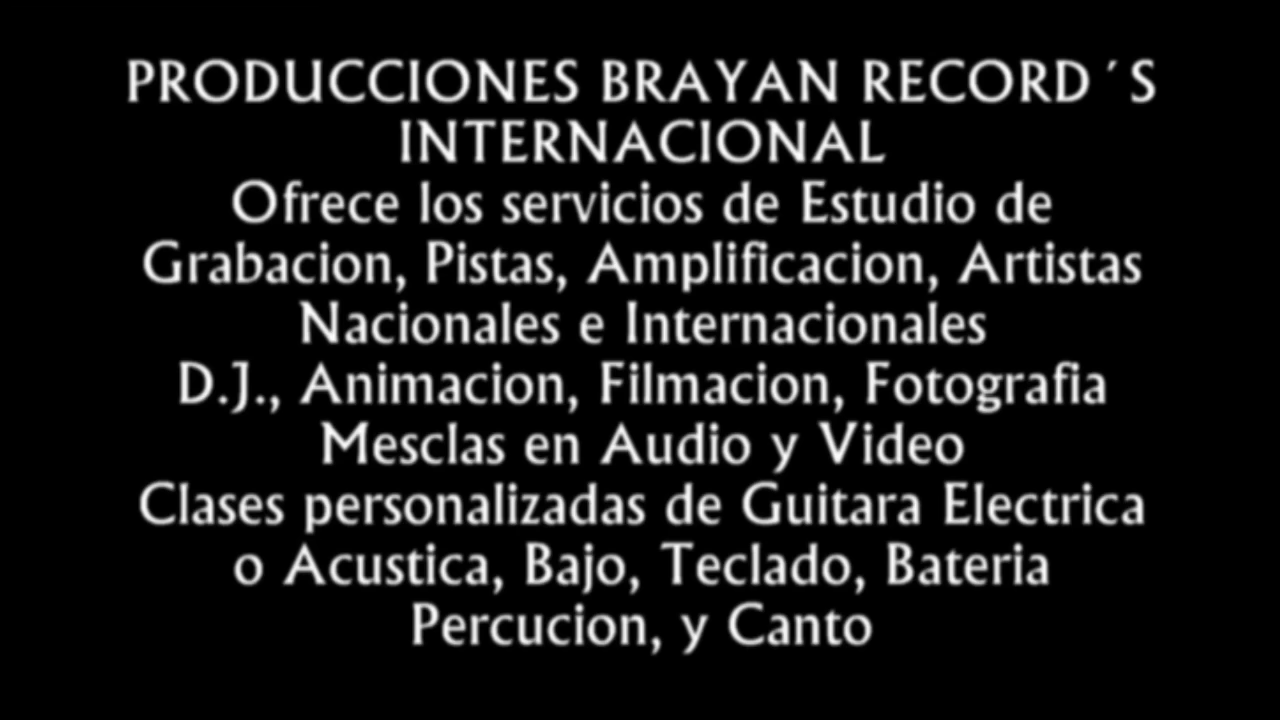 PRODUCCIONES BRAYAN RECORD´S
INTERNACIONAL
Ofrece los servicios de Estudio de
Grabacion, Pistas, Amplificacion, Artistas
Nacionales e Internacionales
D.J., Animacion, Filmacion, Fotografia
Mesclas en Audio y Video
Clases personalizadas de Guitara Electrica
o Acustica, Bajo, Teclado, Bateria
Percucion, y Canto